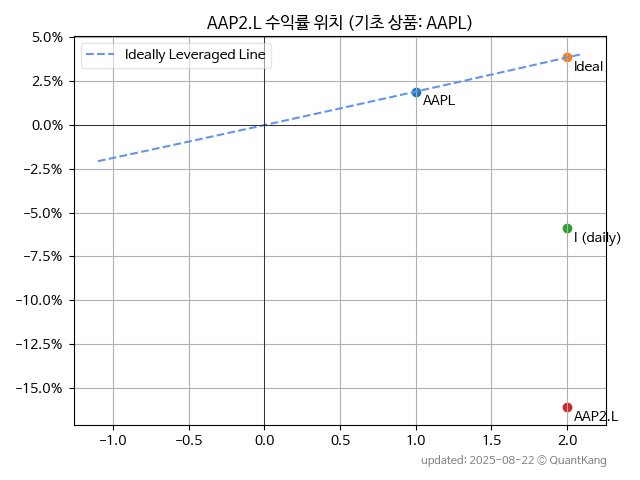 AAP2.L 수익률 위치 (기초 상품: AAPL)
5.0%
2.5%
0.0%
−2.5%
−5.0%
−7.5%
−10.0%
−12.5%
−15.0%
Ideally Leveraged Line
Ideal
AAPL
I (daily)
AAP2.L
−1.0 −0.5 0.0 0.5 1.0 1.5 2.0
updated: 2025-08-22 © QuantKang